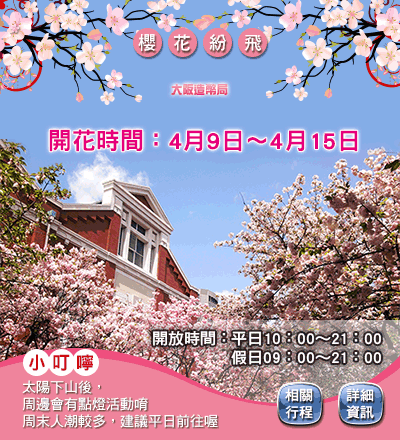 櫻花紛飛
大阪造幣局
開花時間：4月9日～4月15日
開放時間：平日10：00～21：00
假日09：00～21：00
小叮嚀
太陽下山後，
周邊會有點燈活動唷
周末人潮較多，建議平日前往喔
相關
行程
詳細
資訊